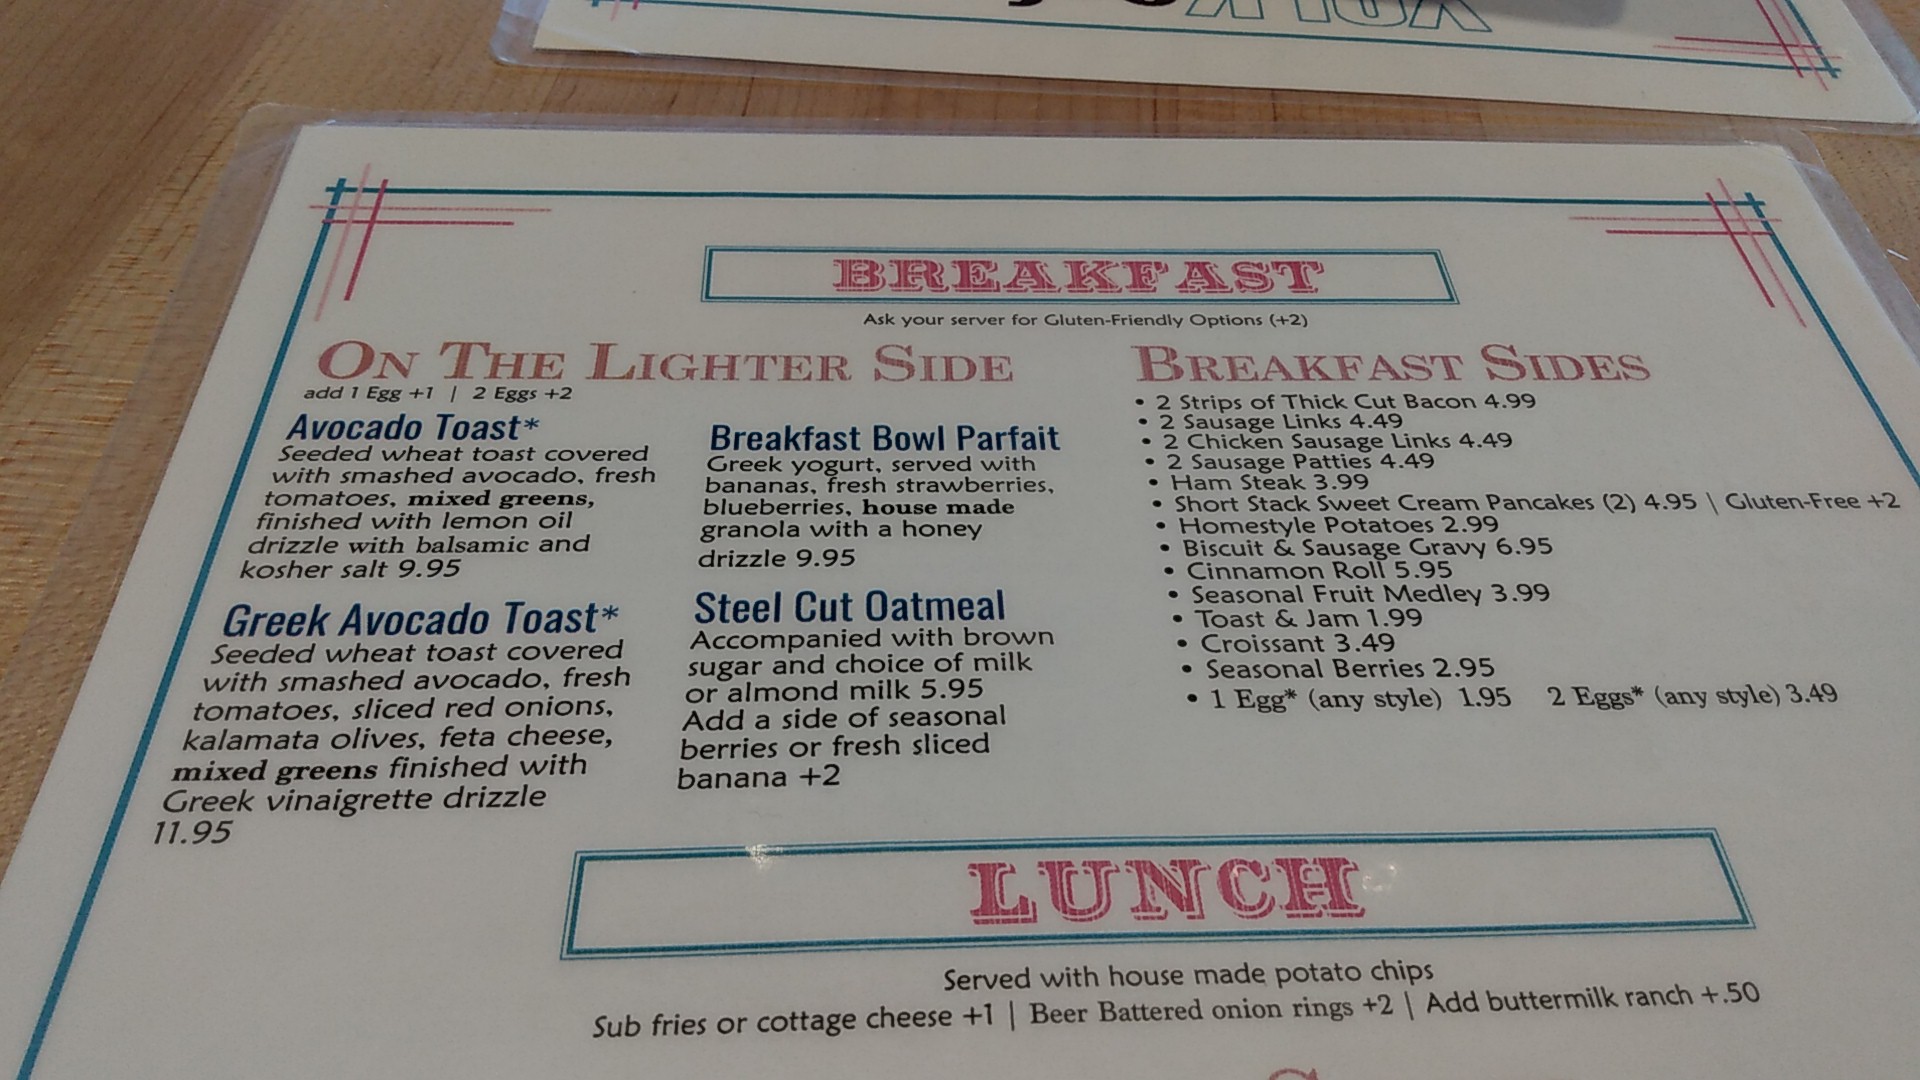 BREAKFAST
Ask your server for Gluten-Friendly Options (+2)
ON THE LIGHTER SIDE
add 1 Egg +1 | 2 Eggs +2
Avocado Toast*
Seeded wheat toast covered
with smashed avocado, fresh
tomatoes, mixed greens,
finished with lemon oil
drizzle with balsamic and
kosher salt 9.95
Greek Avocado Toast*
Seeded wheat toast covered
with smashed avocado, fresh
tomatoes, sliced red onions,
kalamata olives, feta cheese,
mixed greens finished with
Greek vinaigrette drizzle
11.95
Breakfast Bowl Parfait
Greek yogurt, served with
bananas, fresh strawberries,
blueberries, house made
granola with a honey
drizzle 9.95
Steel Cut Oatmeal
Accompanied with brown
sugar and choice of milk
or almond milk 5.95
Add a side of seasonal
berries or fresh sliced
banana +2
BREAKFAST SIDES
• 2 Strips of Thick Cut Bacon 4.99
• 2 Sausage Links 4.49
• 2 Chicken Sausage Links 4.49
• 2 Sausage Patties 4.49
• Ham Steak 3.99
• Short Stack Sweet Cream Pancakes (2) 4.95 | Gluten-Free +2
• Homestyle Potatoes 2.99
• Biscuit & Sausage Gravy 6.95
• Cinnamon Roll 5.95
• Seasonal Fruit Medley 3.99
• Toast & Jam 1.99
• Croissant 3.49
• Seasonal Berries 2.95
• 1 Egg* (any style) 1.95 2 Eggs* (any style) 3.49
LUNCH
Served with house made potato chips
Sub fries or cottage cheese +1 | Beer Battered onion rings +2 | Add buttermilk ranch +.50